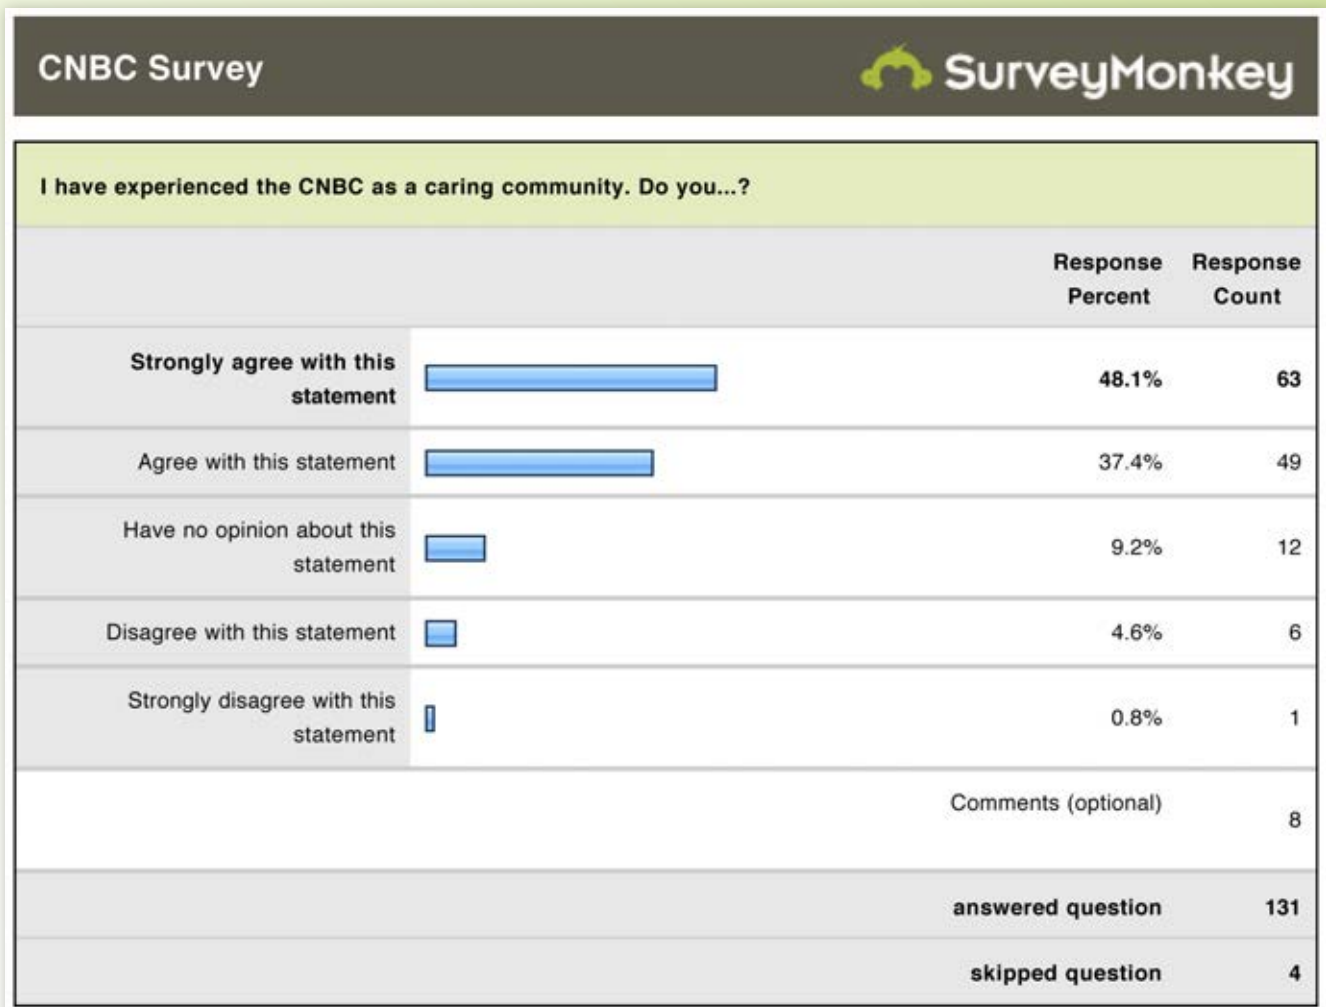 CNBC Survey
SurveyMonkey
I have experienced the CNBC as a caring community. Do you...?
Response Response
Percent Count
Strongly agree with this
statement
48.1% 63
Agree with this statement 37.4% 49
Have no opinion about this
statement
9.2% 12
Disagree with this statement 4.6% 6
Strongly disagree with this
statement
0.8% 1
Comments (optional)
8
answered question 131
skipped question 4